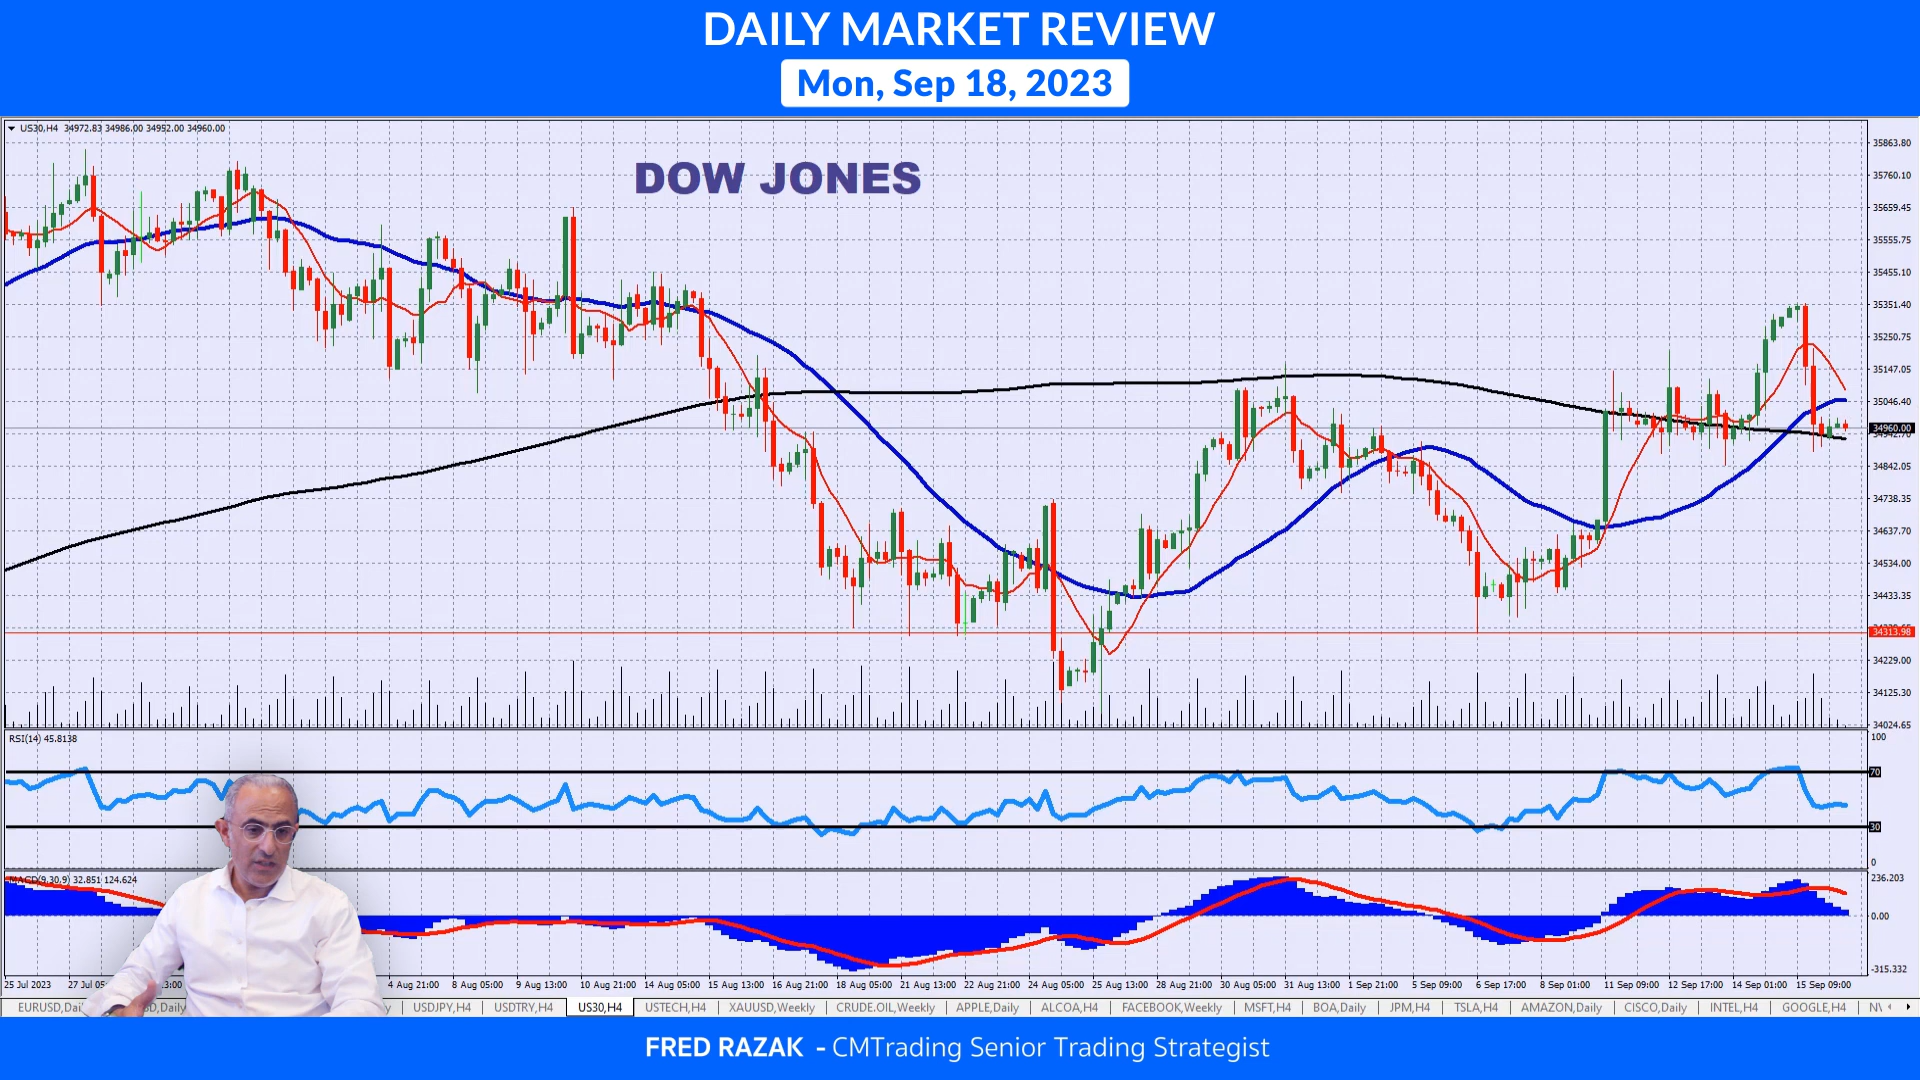 DAILY MARKET REVIEW
Mon, Sep 18, 2023
US30,H4 34972.83 34986.00 34952.00 34960.00
DOW JONES
35863.80
35760.10
35659.45
35555.75
35455.10
35351.40
35250.75
35147.05
35046.40
34960.00
34842.05
34738.35
34637.70
34534.00
34433.35
34313.98
34229.00
34125.30
34024.65
RSI(14) 45.8138
100
70
30
0
MACD(9,30,9) 32.851 124.624
236.203
0.00
-315.332
25 Jul 2023 27 Jul 4 Aug 21:00 8 Aug 05:00 9 Aug 13:00 10 Aug 21:00 14 Aug 05:00 15 Aug 13:00 16 Aug 21:00 18 Aug 05:00 21 Aug 13:00 22 Aug 21:00 24 Aug 05:00 25 Aug 13:00 28 Aug 21:00 30 Aug 05:00 31 Aug 13:00 1 Sep 21:00 5 Sep 09:00 6 Sep 17:00 8 Sep 01:00 11 Sep 09:00 12 Sep 17:00 14 Sep 01:00 15 Sep 09:00
EURUSD,Dai D,Daily y USDJPY,H4 USDTRY,H4 US30,H4 USTECH,H4 XAUUSD,Weekly CRUDE.OIL,Weekly APPLE,Daily ALCOA,H4 FACEBOOK,Weekly MSFT,H4 BOA,Daily JPM,H4 TSLA,H4 AMAZON,Daily CISCO,Daily INTEL,H4 GOOGLE,H4
FRED RAZAK - CMTrading Senior Trading Strategist